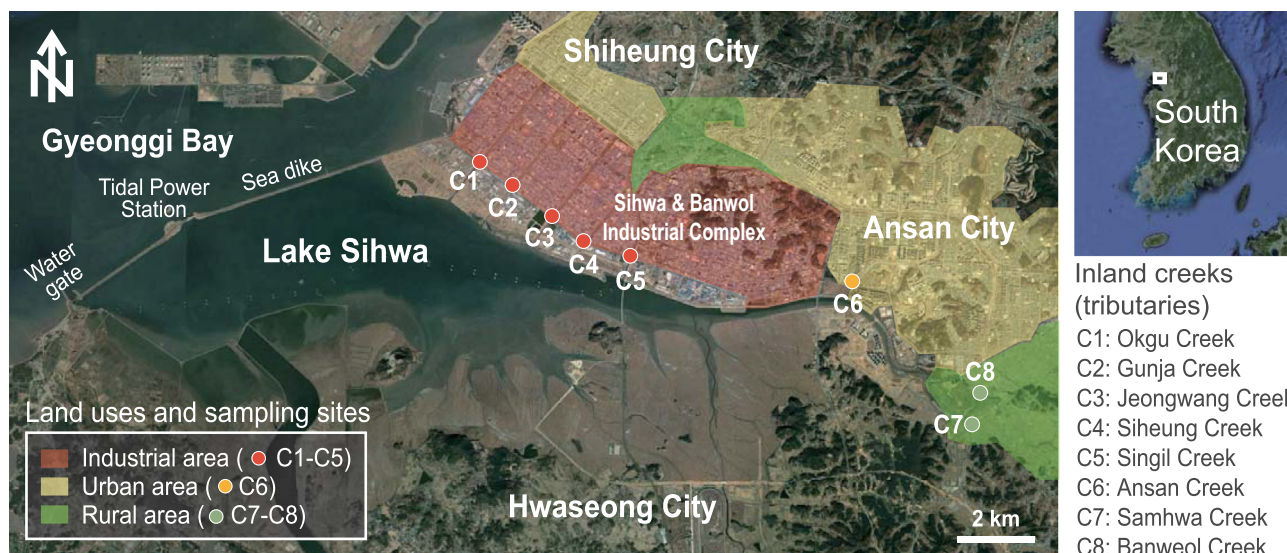 N
Shiheung City
Gyeonggi Bay
Tidal Power
Station
Sea dike
Water
gate
Lake Sihwa
C1
C2
C3
C4
C5
Sihwa & Banwol
Industrial Complex
Ansan City
C6
C8
C7
Hwaseong City
2 km
Land uses and sampling sites
Industrial area ( C1-C5)
Urban area ( C6)
Rural area ( C7-C8)
South
Korea
Inland creeks
(tributaries)
C1: Okgu Creek
C2: Gunja Creek
C3: Jeongwang Creek
C4: Siheung Creek
C5: Singil Creek
C6: Ansan Creek
C7: Samhwa Creek
C8: Banweol Creek